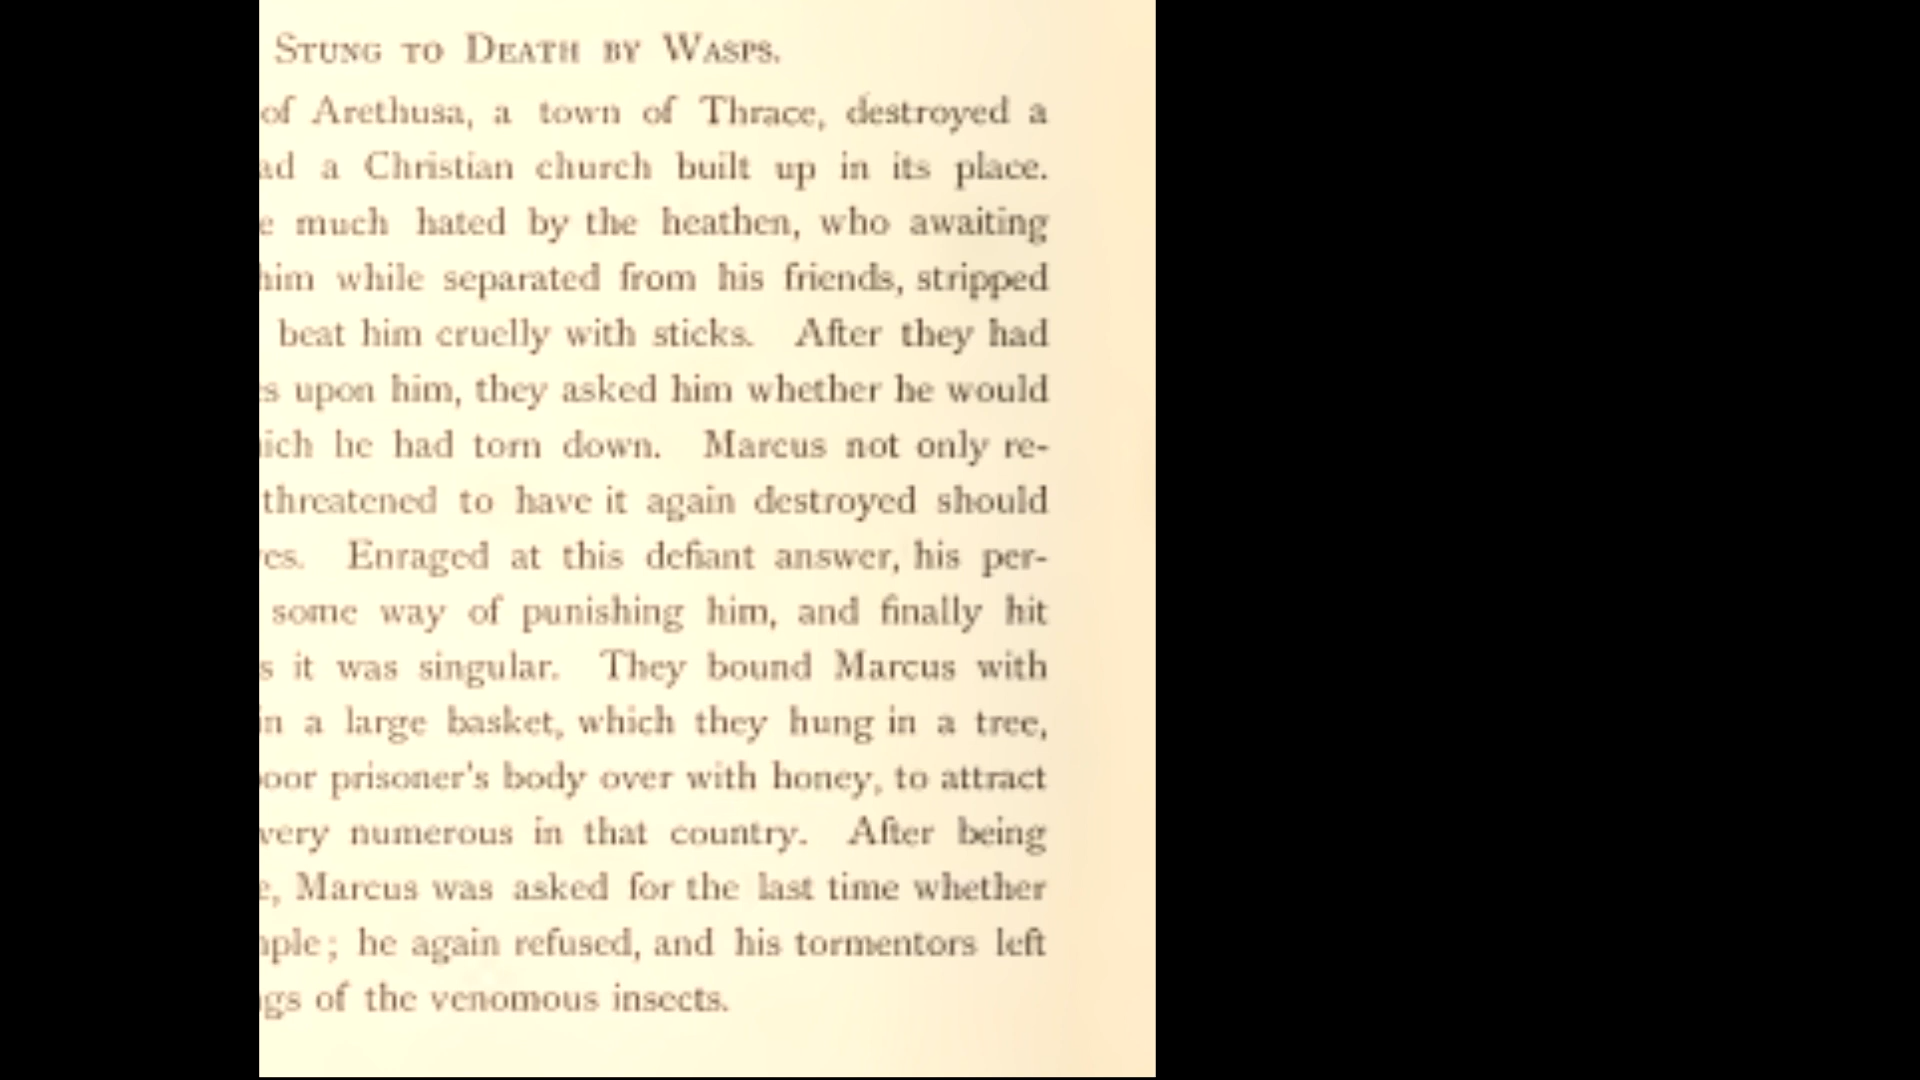 Stung to Death by Wasps.
of Arethusa, a town of Thrace, destroyed a
ad a Christian church built up in its place.
e much hated by the heathen, who awaiting
him while separated from his friends, stripped
beat him cruelly with sticks. After they had
s upon him, they asked him whether he would
ich he had torn down. Marcus not only re-
threatened to have it again destroyed should
es. Enraged at this defiant answer, his per-
some way of punishing him, and finally hit
s it was singular. They bound Marcus with
in a large basket, which they hung in a tree,
oor prisoner's body over with honey, to attract
very numerous in that country. After being
e, Marcus was asked for the last time whether
ple; he again refused, and his tormentors left
gs of the venomous insects.